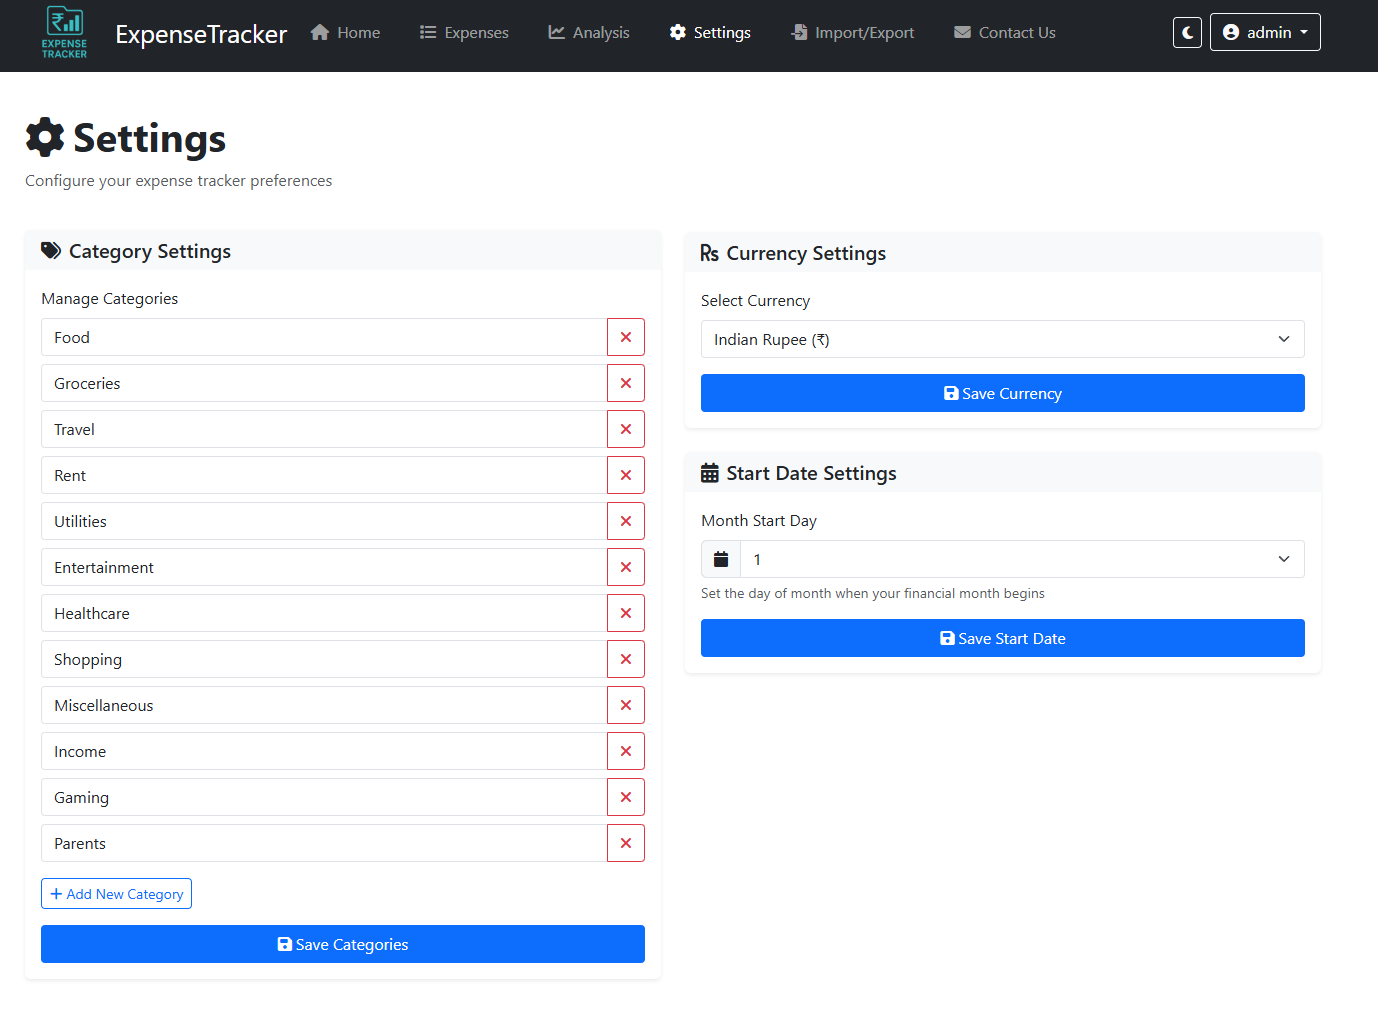 EXPENSE
TRACKER
ExpenseTracker
Home
Expenses
Analysis
Settings
Import/Export
Contact Us
admin
Settings
Configure your expense tracker preferences
Category Settings
Manage Categories
Food
Groceries
Travel
Rent
Utilities
Entertainment
Healthcare
Shopping
Miscellaneous
Income
Gaming
Parents
+ Add New Category
Save Categories
Rs Currency Settings
Select Currency
Indian Rupee (₹)
Save Currency
Start Date Settings
Month Start Day
1
Set the day of month when your financial month begins
Save Start Date